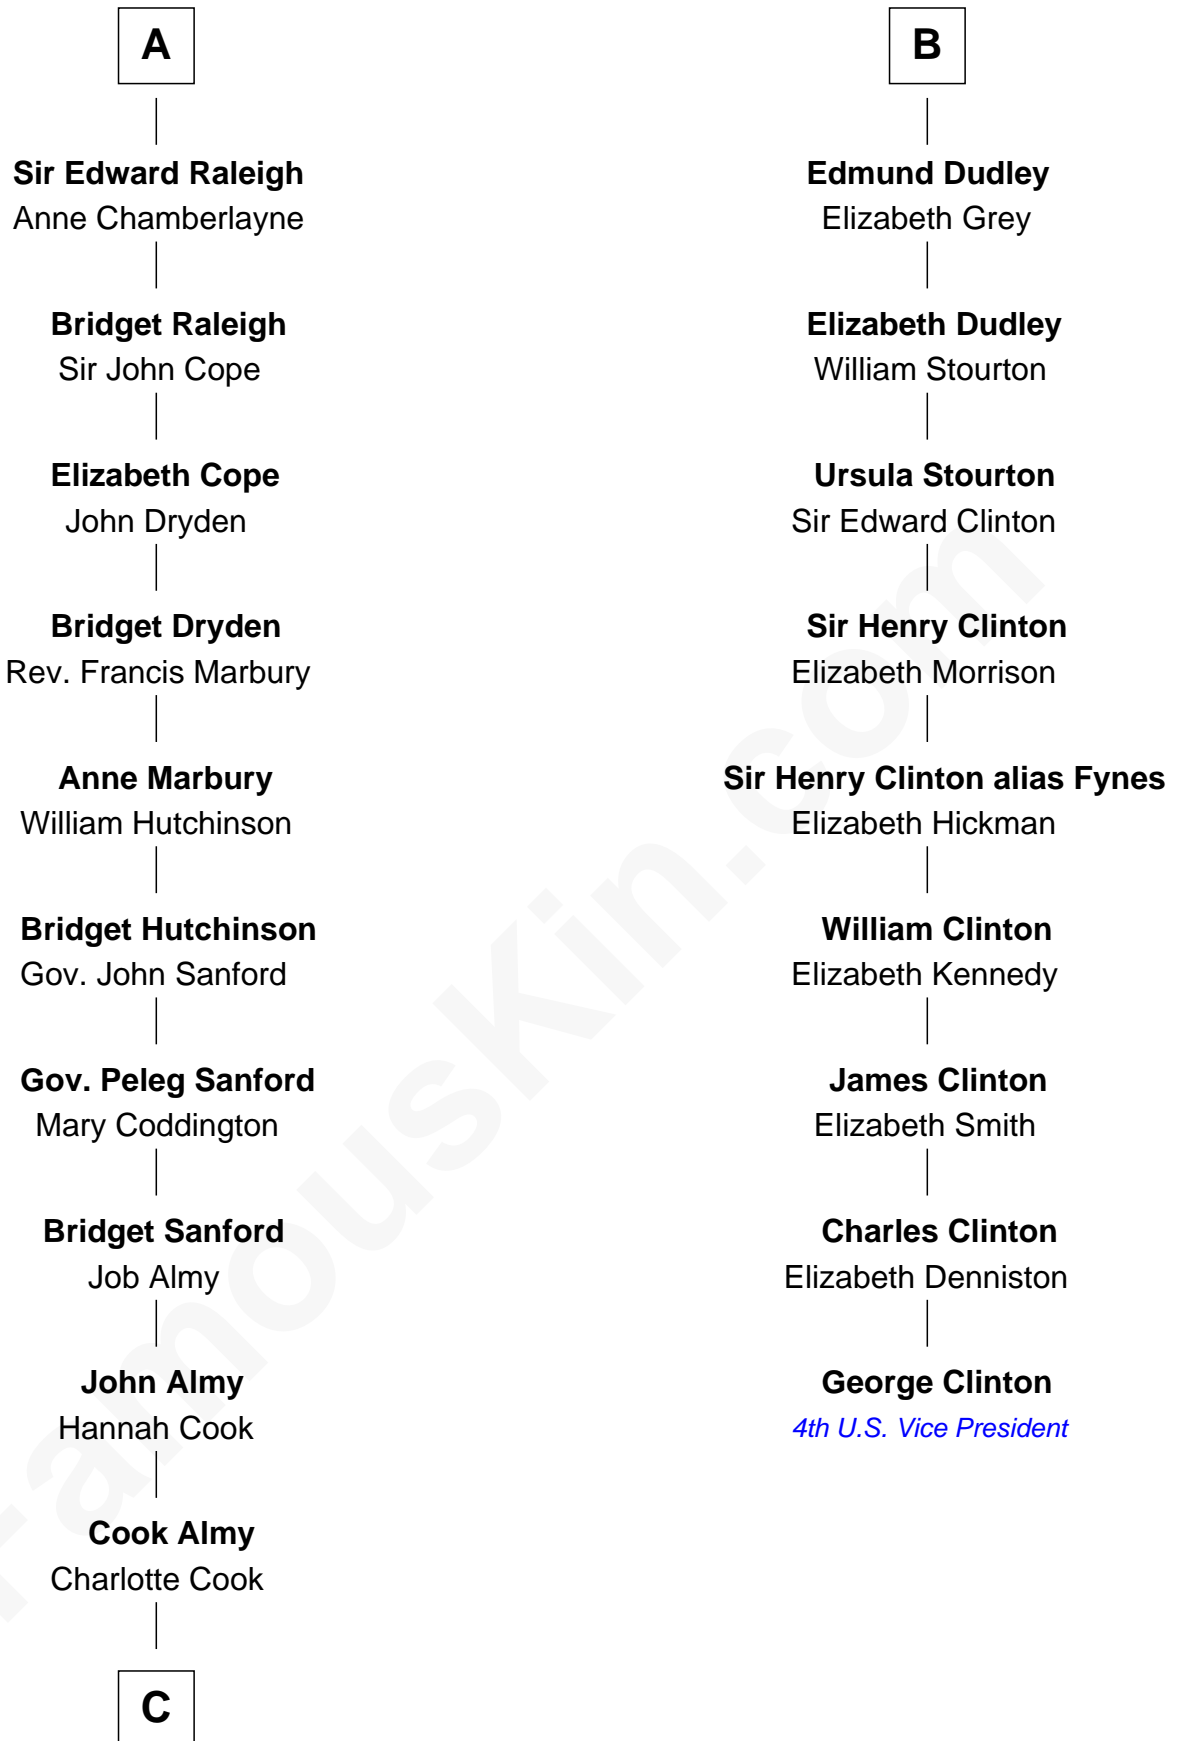 A
Sir Edward Raleigh
Anne Chamberlayne
Bridget Raleigh
Sir John Cope
Elizabeth Cope
John Dryden
Bridget Dryden
Rev. Francis Marbury
Anne Marbury
William Hutchinson
Bridget Hutchinson
Gov. John Sanford
Gov. Peleg Sanford
Mary Coddington
Bridget Sanford
Job Almy
John Almy
Hannah Cook
Cook Almy
Charlotte Cook
C
B
Edmund Dudley
Elizabeth Grey
Elizabeth Dudley
William Stourton
Ursula Stourton
Sir Edward Clinton
Sir Henry Clinton
Elizabeth Morrison
Sir Henry Clinton alias Fynes
Elizabeth Hickman
William Clinton
Elizabeth Kennedy
James Clinton
Elizabeth Smith
Charles Clinton
Elizabeth Denniston
George Clinton
4th U.S. Vice President
FamousKin.com